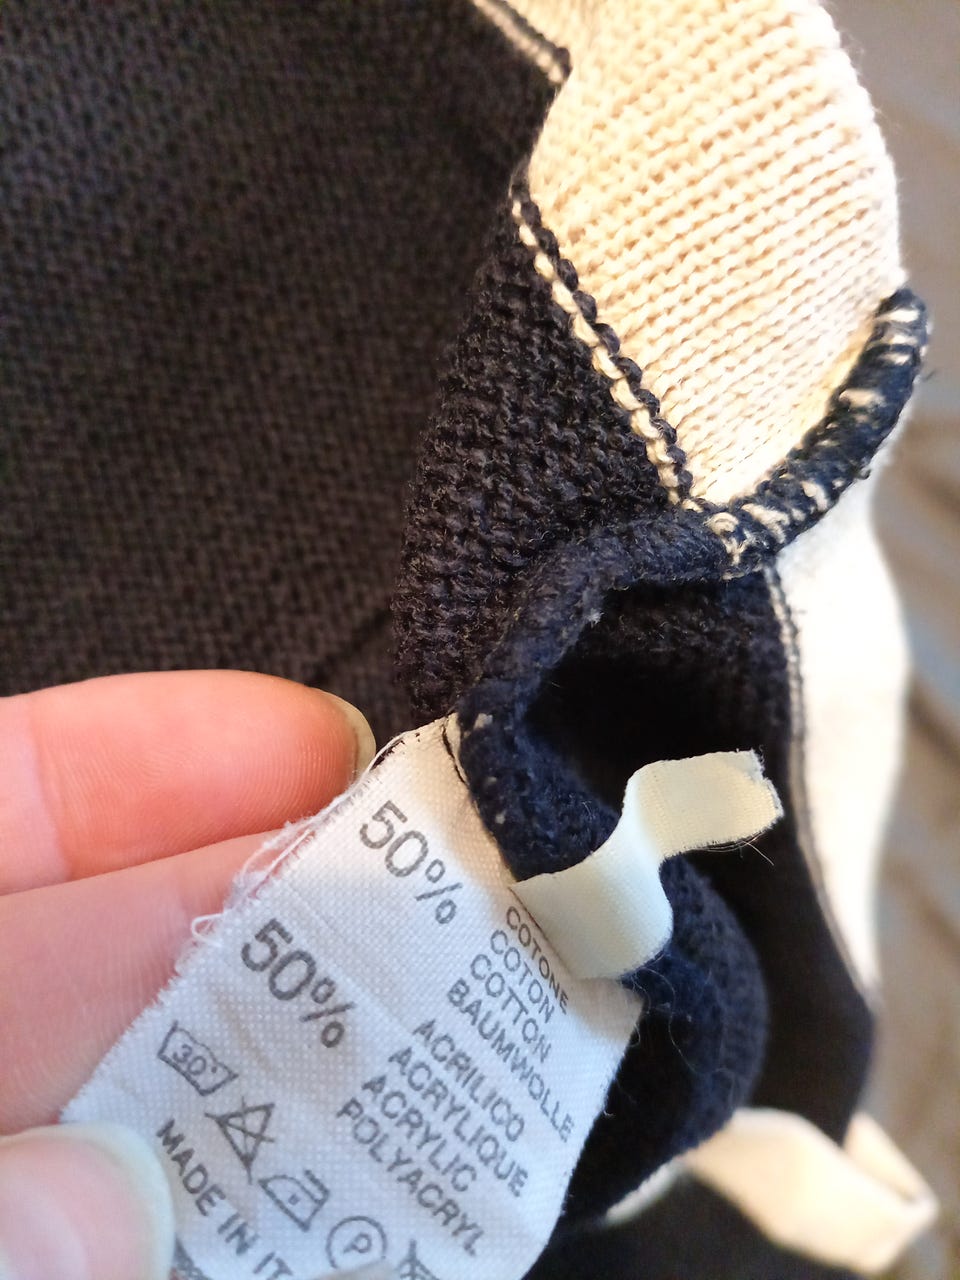 50%
COTONE
COTON
COTTON
BAUMWOLLE
50%
ACRILICO
ACRYLIQUE
ACRYLIC
POLYACRYL
30°
P
MADE IN IT